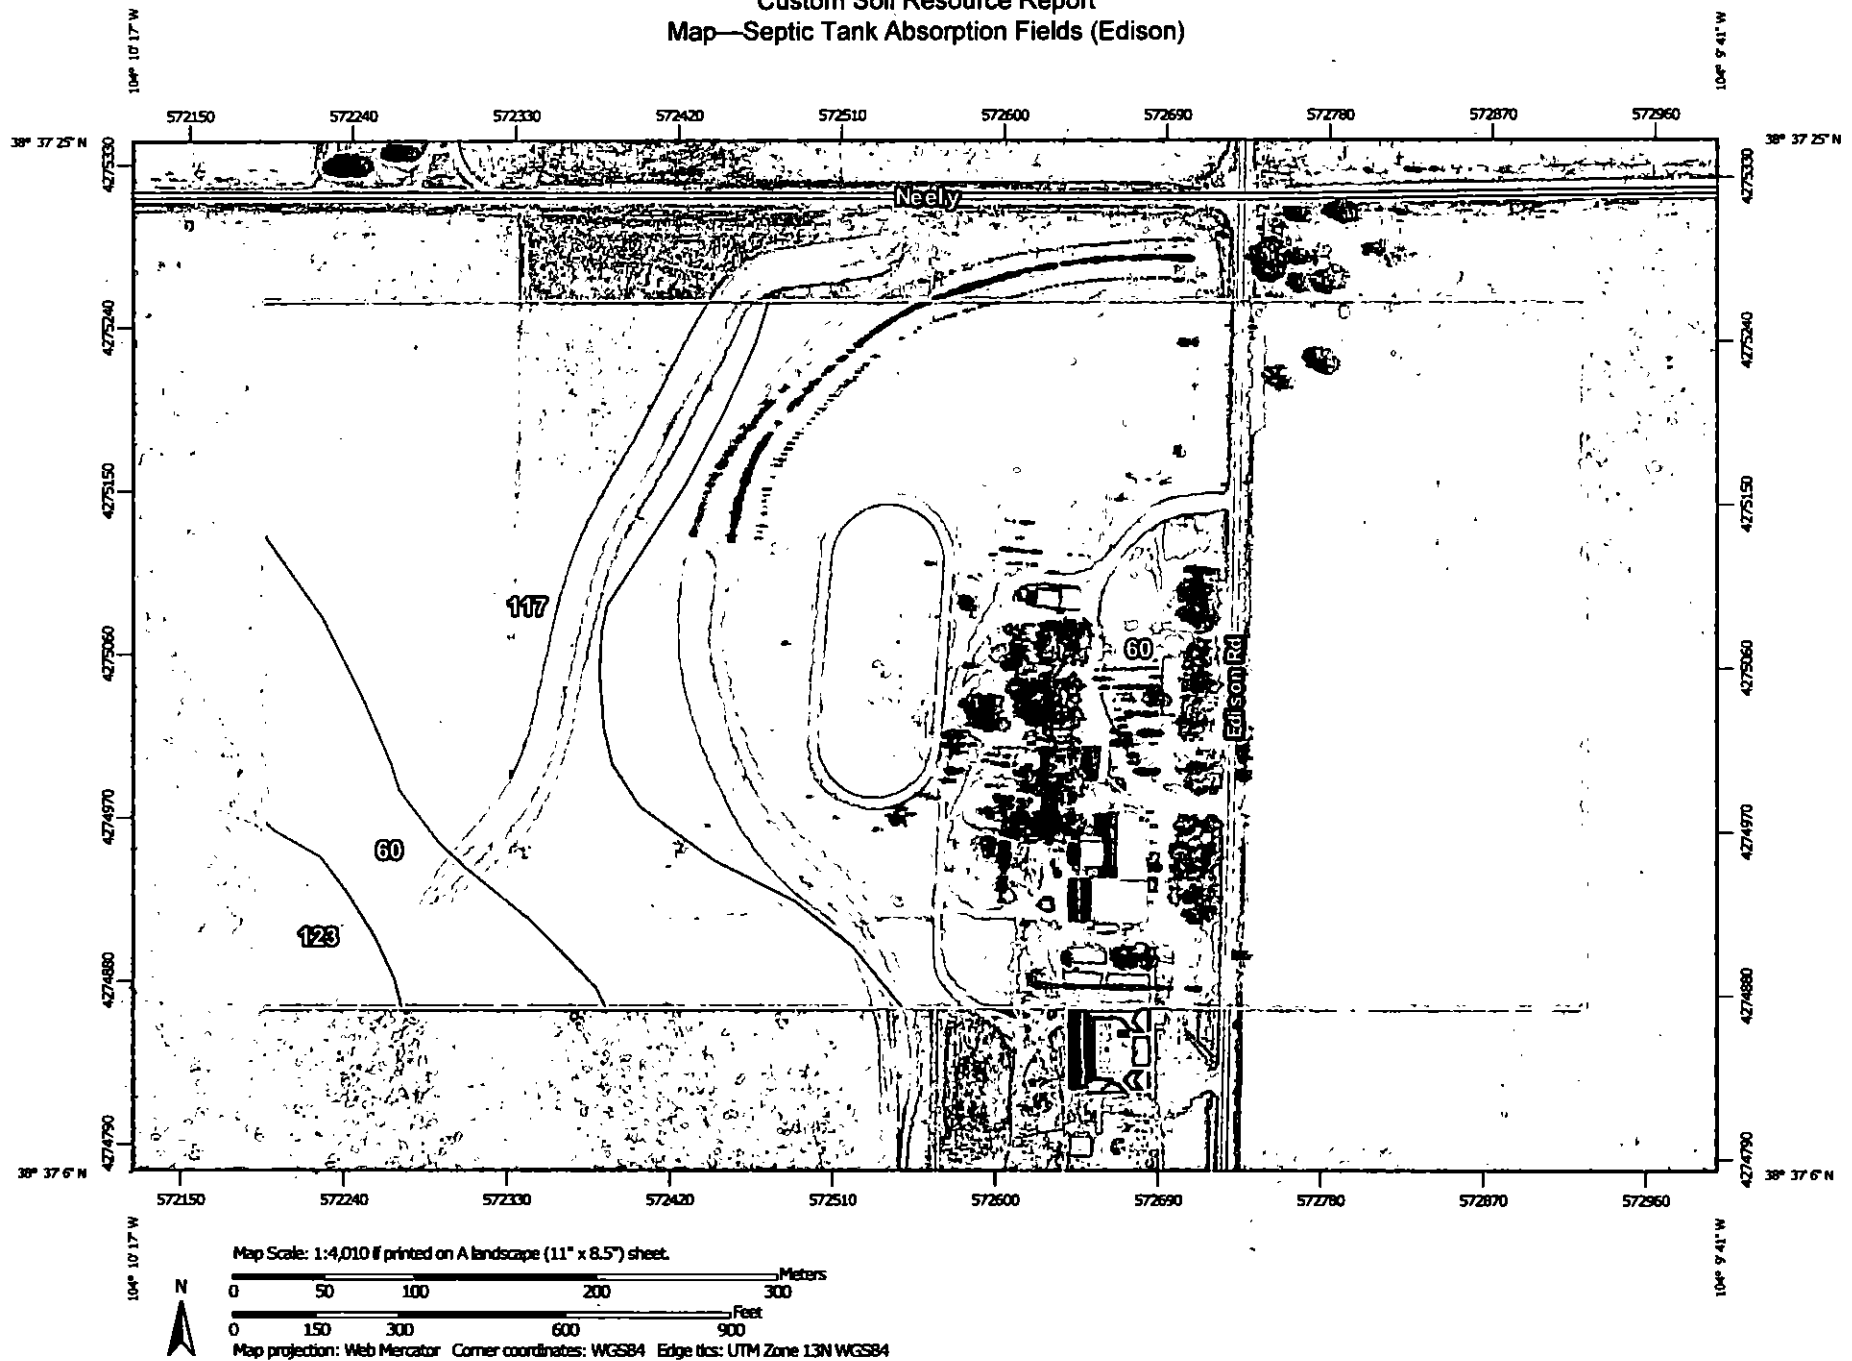 Custom Soil Resource Report
Map—Septic Tank Absorption Fields (Edison)
104° 10' 17" W
104° 9' 41" W
572150 572240 572330 572420 572510 572600 572690 572780 572870 572960
38° 37' 25" N
38° 37' 25" N
4275330
4275330
Neely
4275240
4275240
4275150
4275150
117
60
Edison Rd
4275060
4275060
4274970
4274970
60
123
4274880
4274880
4274790
4274790
38° 37' 6" N
38° 37' 6" N
572150 572240 572330 572420 572510 572600 572690 572780 572870 572960
104° 10' 17" W
104° 9' 41" W
Map Scale: 1:4,010 if printed on A landscape (11" x 8.5") sheet.
N
Meters
0 50 100 200 300
Feet
0 150 300 600 900
Map projection: Web Mercator Corner coordinates: WGS84 Edge tics: UTM Zone 13N WGS84